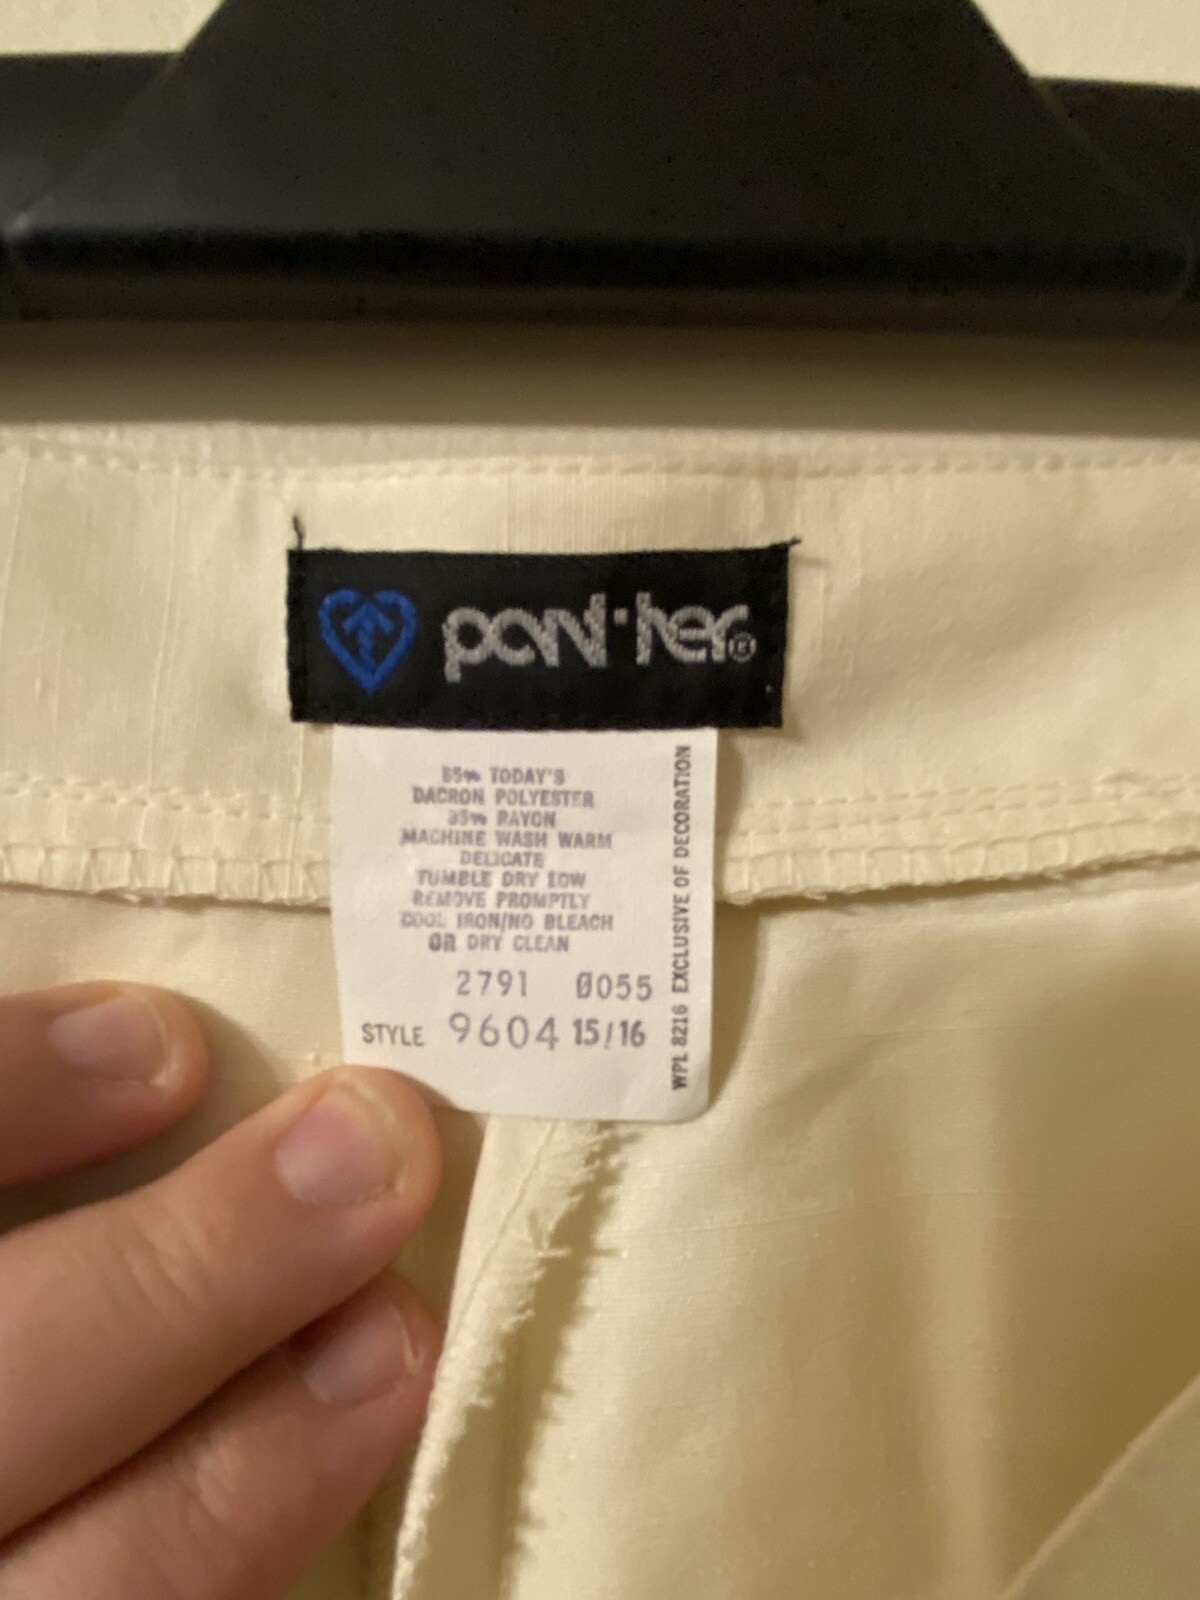 pant·her®
65% TODAY'S
DACRON POLYESTER
35% RAYON
MACHINE WASH WARM
DELICATE
TUMBLE DRY LOW
REMOVE PROMPTLY
COOL IRON/NO BLEACH
OR DRY CLEAN
2791 0055
STYLE 9604 15/16
WPL 8216 EXCLUSIVE OF DECORATION